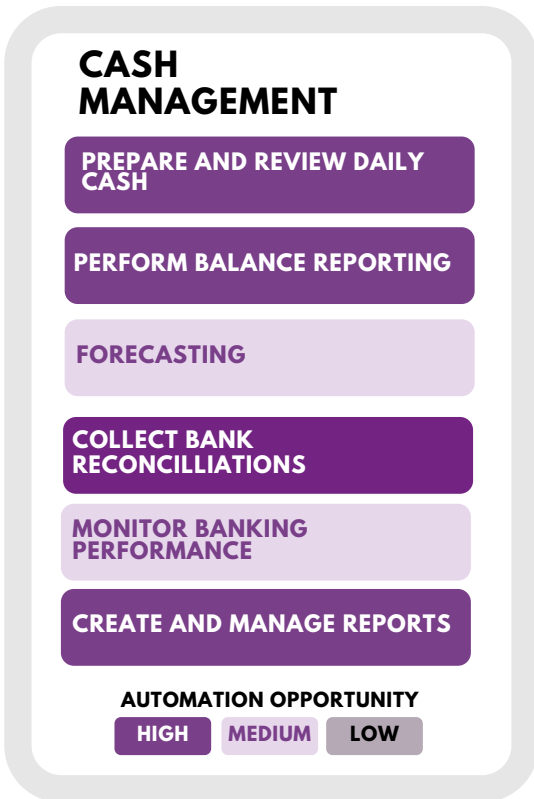 CASH
MANAGEMENT
PREPARE AND REVIEW DAILY
CASH
PERFORM BALANCE REPORTING
FORECASTING
COLLECT BANK
RECONCILLIATIONS
MONITOR BANKING
PERFORMANCE
CREATE AND MANAGE REPORTS
AUTOMATION OPPORTUNITY
HIGH MEDIUM LOW